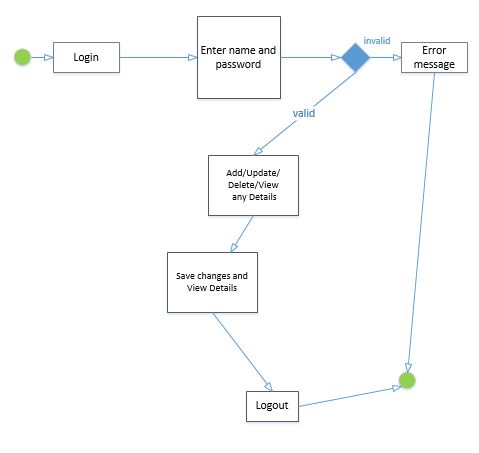 Login
Enter name and
password
invalid
Error
message
valid
Add/Update/
Delete/View
any Details
Save changes and
View Details
Logout